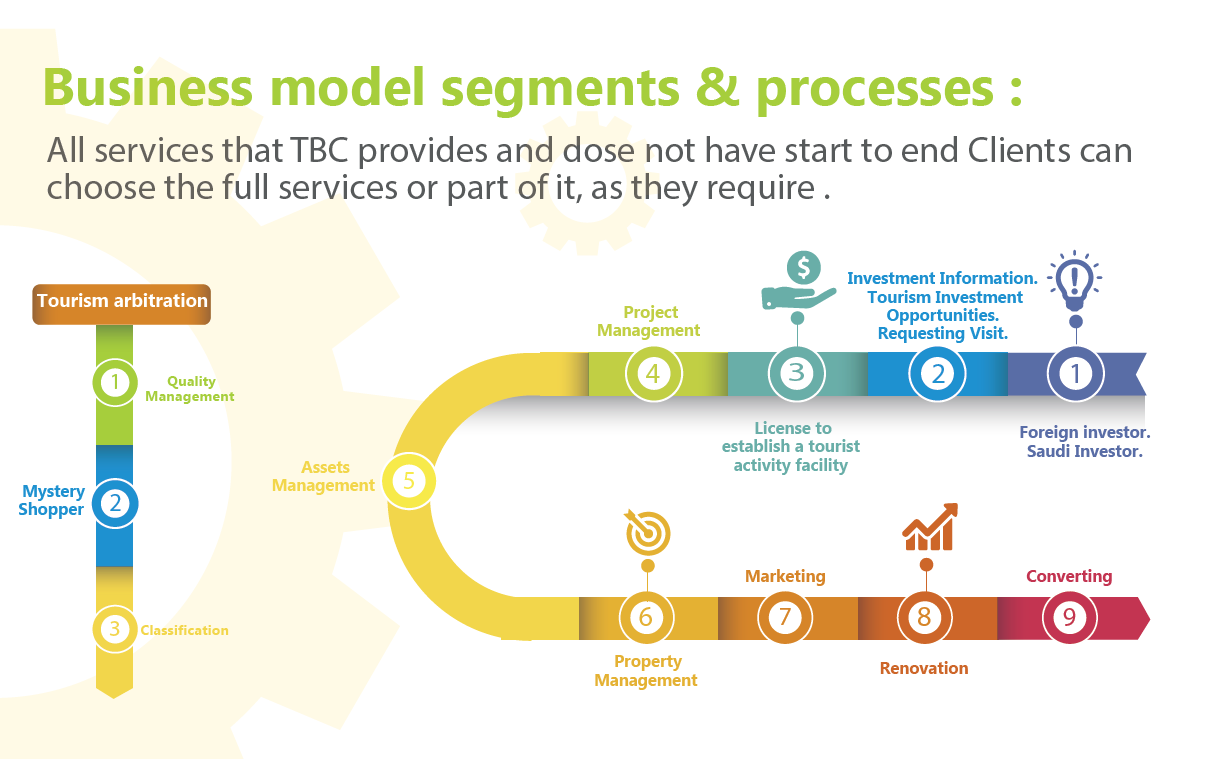 Business model segments & processes :
All services that TBC provides and dose not have start to end Clients can
choose the full services or part of it, as they require .
Tourism arbitration
1
Quality
Management
2
Mystery
Shopper
3
Classification
1
Foreign investor.
Saudi Investor.
2
Investment Information.
Tourism Investment
Opportunities.
Requesting Visit.
3
$
License to
establish a tourist
activity facility
4
Project
Management
5
Assets
Management
6
Property
Management
7
Marketing
8
Renovation
9
Converting